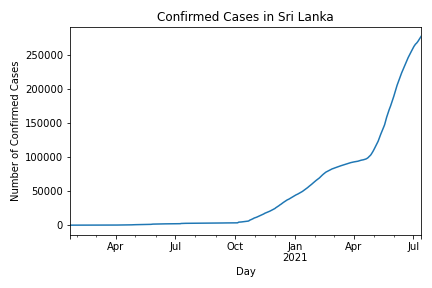 Confirmed Cases in Sri Lanka
Number of Confirmed Cases
250000
200000
150000
100000
50000
0
Apr Jul Oct Jan Apr Jul
2021
Day